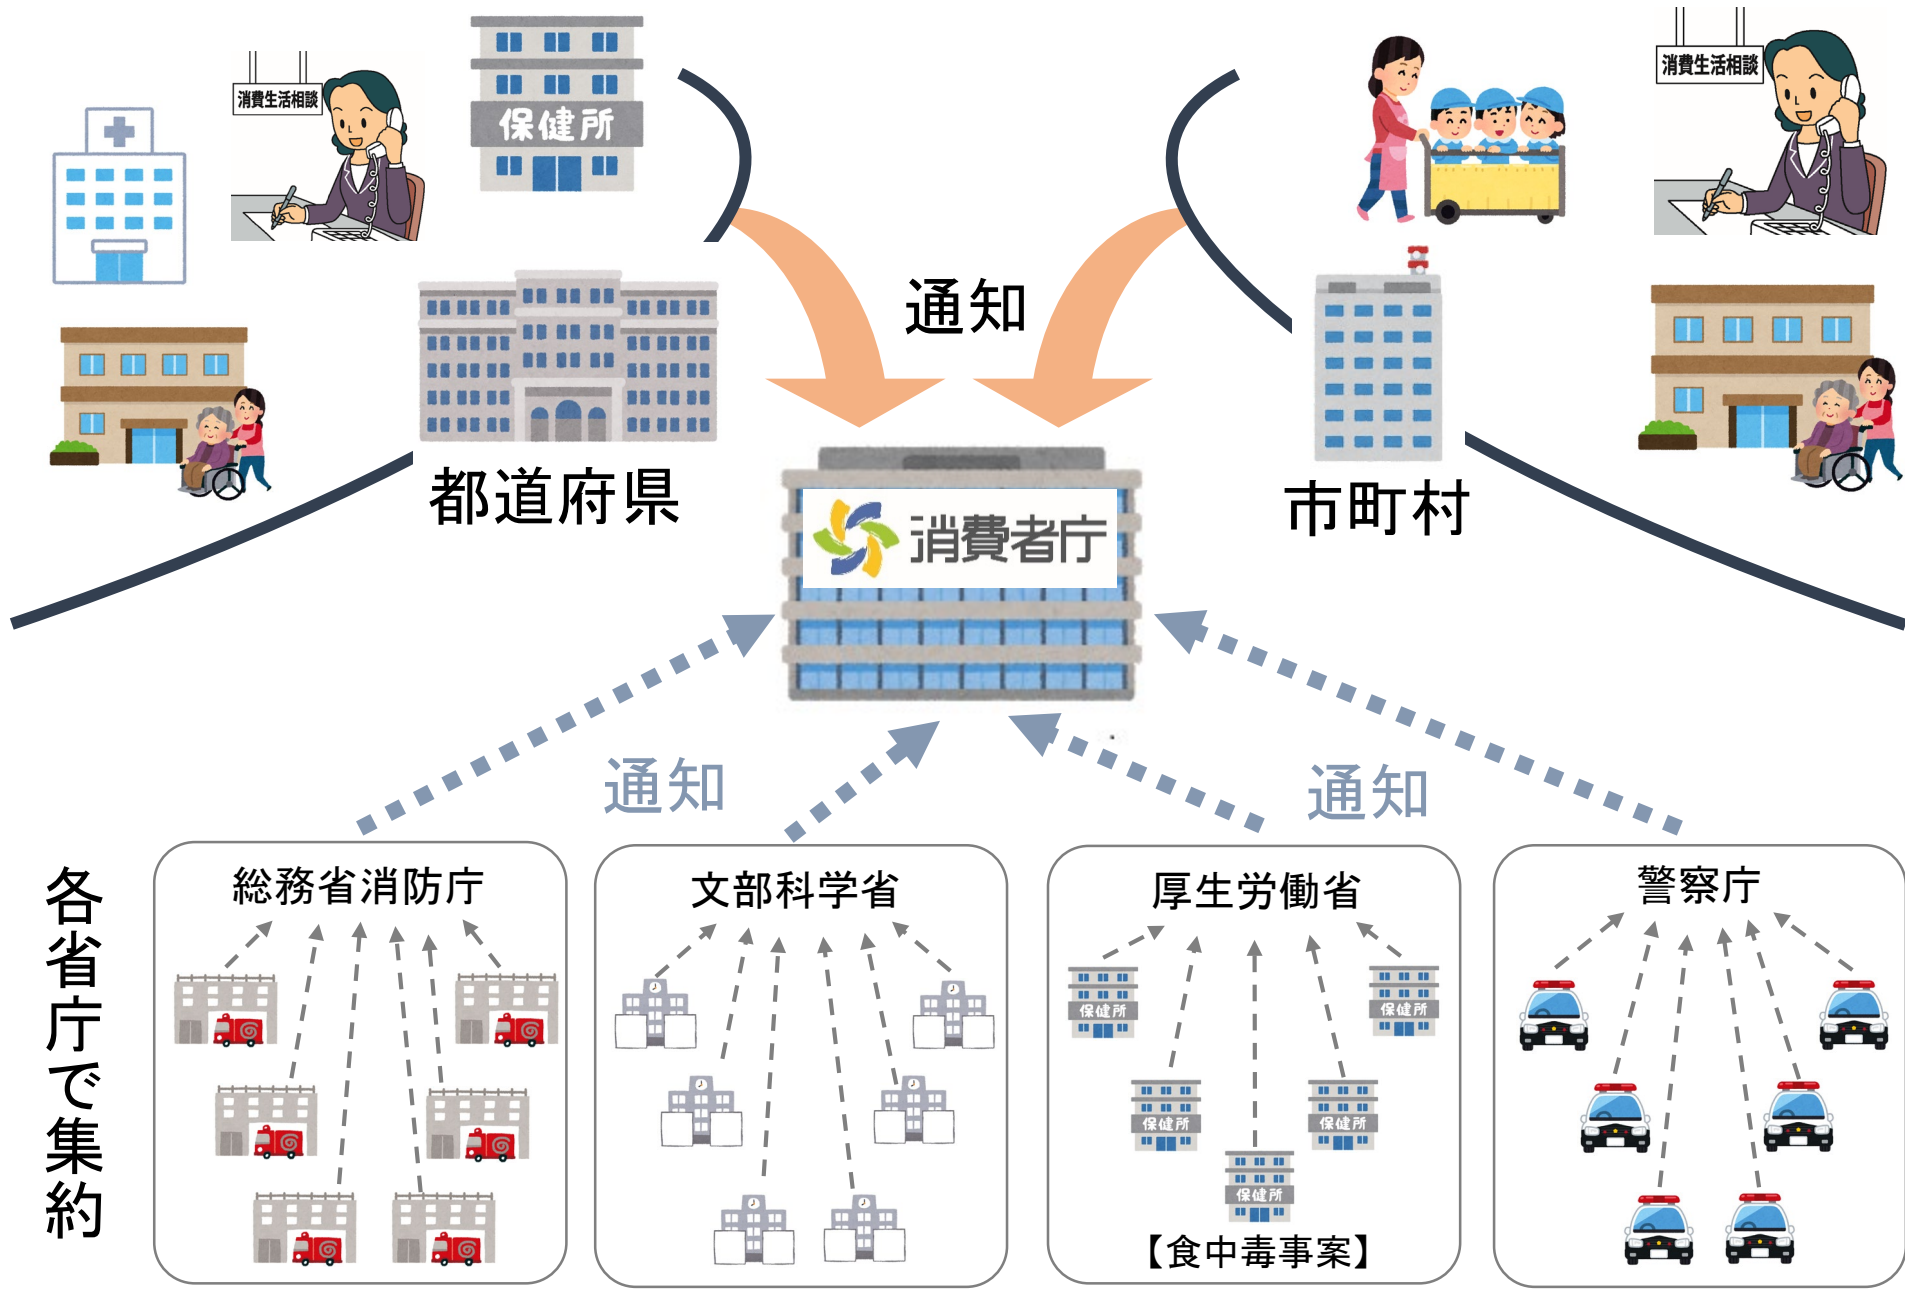 消費生活相談
保健所
消費生活相談
通知
都道府県
市町村
消費者庁
通知
通知
各省庁で集約
総務省消防庁
文部科学省
厚生労働省
警察庁
保健所
保健所
保健所
保健所
保健所
【食中毒事案】